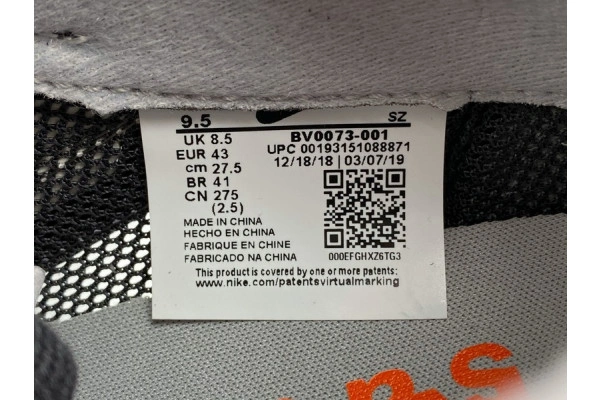 9.5 SZ
UK 8.5 BV0073-001
EUR 43 UPC 00193151088871
cm 27.5 12/18/18 | 03/07/19
BR 41
CN 275
(2.5)
MADE IN CHINA
HECHO EN CHINA
FABRIQUE EN CHINE
FABRICADO NA CHINA
000EFGHXZ6TG3
This product is covered by one or more patents:
www.nike.com/patentsvirtualmarking